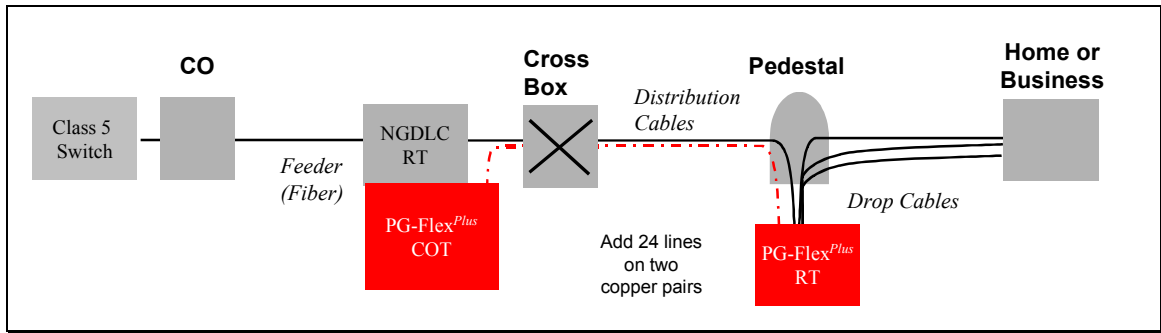 CO
Cross
Box
Pedestal
Home or
Business
Class 5
Switch
Feeder
(Fiber)
NGDLC
RT
PG-FlexPlus
COT
Distribution
Cables
Add 24 lines
on two
copper pairs
Drop Cables
PG-FlexPlus
RT